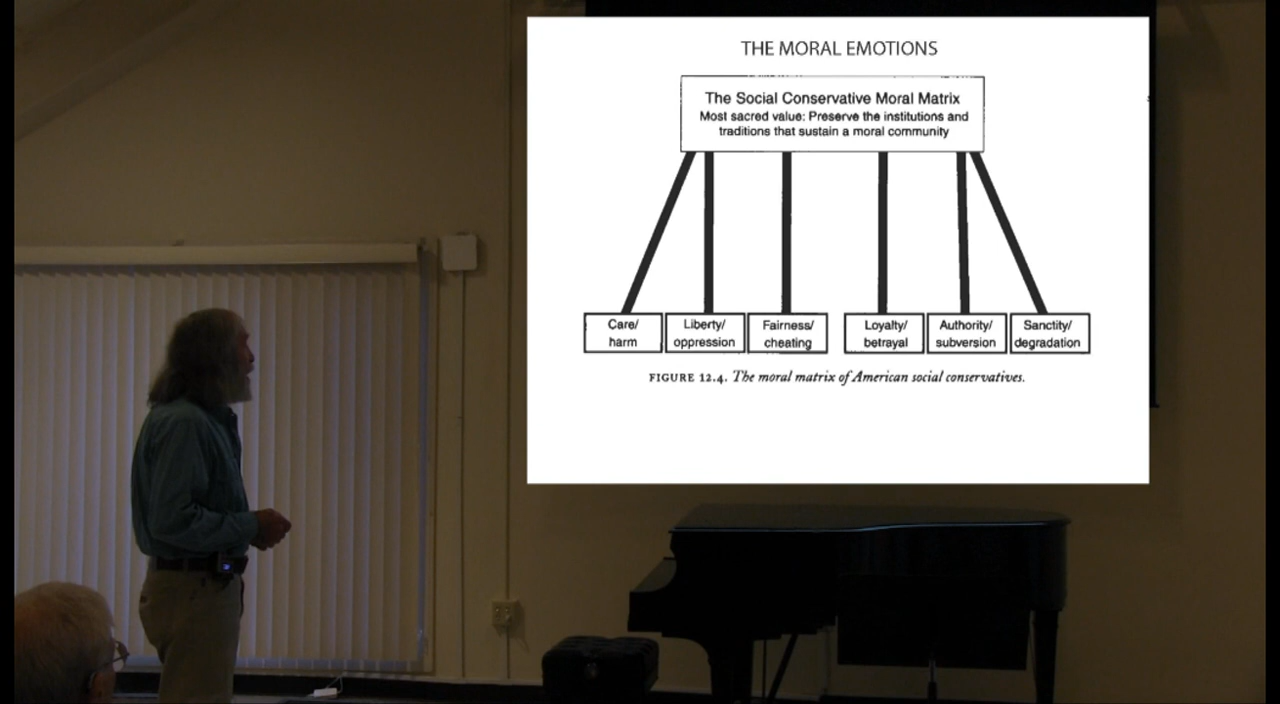 THE MORAL EMOTIONS
The Social Conservative Moral Matrix
Most sacred value: Preserve the institutions and
traditions that sustain a moral community
Care/
harm
Liberty/
oppression
Fairness/
cheating
Loyalty/
betrayal
Authority/
subversion
Sanctity/
degradation
FIGURE 12.4. The moral matrix of American social conservatives.